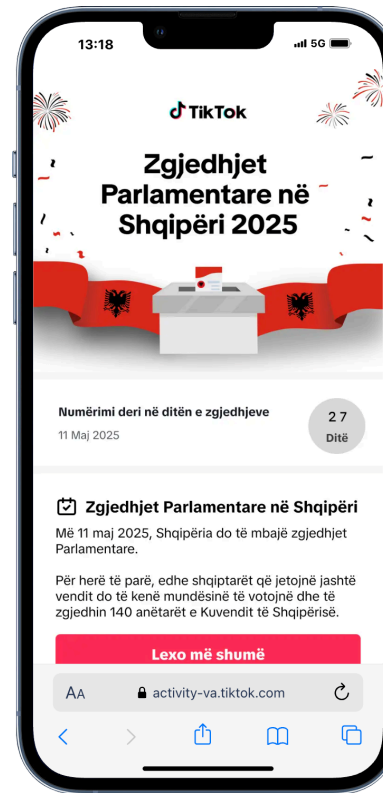 13:18
5G
TikTok
Zgjedhjet
Parlamentare në
Shqipëri 2025
Numërimi deri në ditën e zgjedhjeve
11 Maj 2025
27
Ditë
Zgjedhjet Parlamentare në Shqipëri
Më 11 maj 2025, Shqipëria do të mbajë zgjedhjet
Parlamentare.
Për herë të parë, edhe shqiptarët që jetojnë jashtë
vendit do të kenë mundësinë të votojnë dhe të
zgjedhin 140 anëtarët e Kuvendit të Shqipërisë.
Lexo më shumë
AA
activity-va.tiktok.com